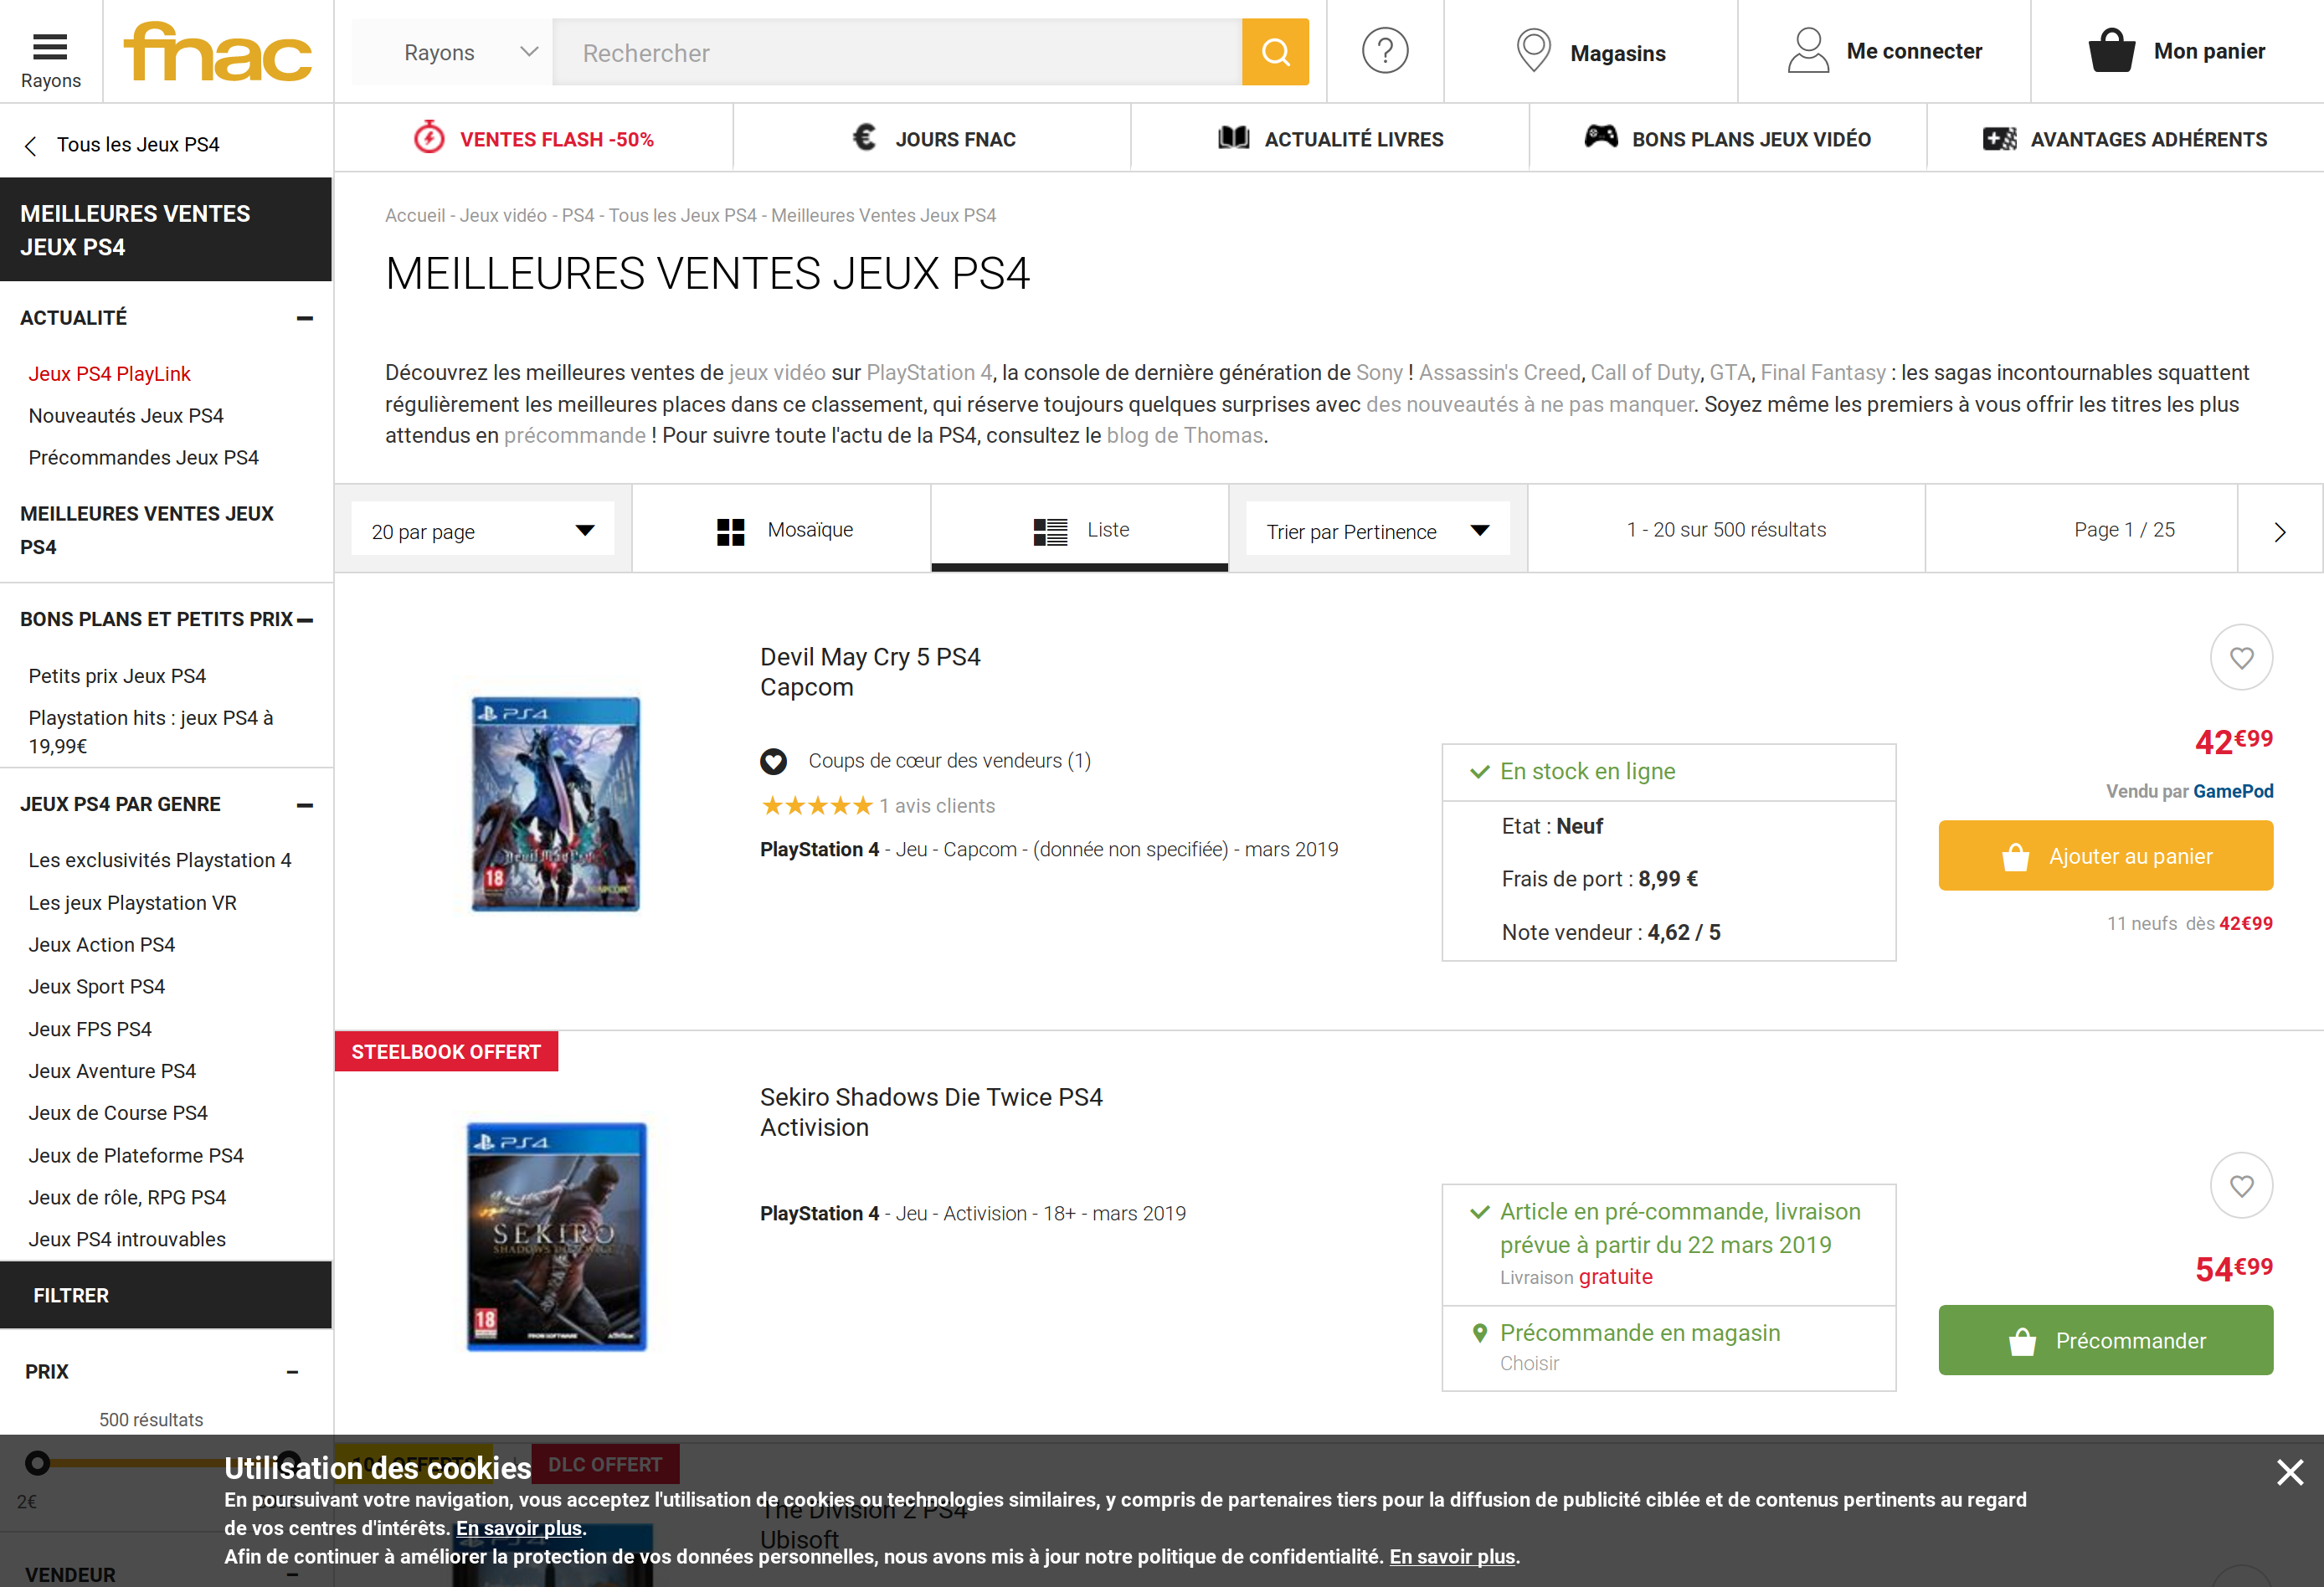 Rayons
fnac
Rayons
Rechercher
?
Magasins
Me connecter
Mon panier
VENTES FLASH -50%
JOURS FNAC
ACTUALITÉ LIVRES
BONS PLANS JEUX VIDÉO
AVANTAGES ADHÉRENTS
Tous les Jeux PS4
MEILLEURES VENTES
JEUX PS4
ACTUALITÉ
Jeux PS4 PlayLink
Nouveautés Jeux PS4
Précommandes Jeux PS4
MEILLEURES VENTES JEUX
PS4
BONS PLANS ET PETITS PRIX
Petits prix Jeux PS4
Playstation hits : jeux PS4 à
19,99€
JEUX PS4 PAR GENRE
Les exclusivités Playstation 4
Les jeux Playstation VR
Jeux Action PS4
Jeux Sport PS4
Jeux FPS PS4
Jeux Aventure PS4
Jeux de Course PS4
Jeux de Plateforme PS4
Jeux de rôle, RPG PS4
Jeux PS4 introuvables
FILTRER
PRIX
500 résultats
2€
VENDEUR
Accueil - Jeux vidéo - PS4 - Tous les Jeux PS4 - Meilleures Ventes Jeux PS4
MEILLEURES VENTES JEUX PS4
Découvrez les meilleures ventes de jeux vidéo sur PlayStation 4, la console de dernière génération de Sony ! Assassin's Creed, Call of Duty, GTA, Final Fantasy : les sagas incontournables squattent
régulièrement les meilleures places dans ce classement, qui réserve toujours quelques surprises avec des nouveautés à ne pas manquer. Soyez même les premiers à vous offrir les titres les plus
attendus en précommande ! Pour suivre toute l'actu de la PS4, consultez le blog de Thomas.
20 par page
Mosaïque
Liste
Trier par Pertinence
1 - 20 sur 500 résultats
Page 1 / 25
PS4
Devil May Cry 5
18
CAPCOM
Devil May Cry 5 PS4
Capcom
Coups de cœur des vendeurs (1)
1 avis clients
PlayStation 4 - Jeu - Capcom - (donnée non specifiée) - mars 2019
En stock en ligne
Etat : Neuf
Frais de port : 8,99 €
Note vendeur : 4,62 / 5
42€99
Vendu par GamePod
Ajouter au panier
11 neufs dès 42€99
STEELBOOK OFFERT
PS4
SEKIRO
SHADOWS DIE TWICE
18
FROM SOFTWARE
ACTIVISION
Sekiro Shadows Die Twice PS4
Activision
PlayStation 4 - Jeu - Activision - 18+ - mars 2019
Article en pré-commande, livraison
prévue à partir du 22 mars 2019
Livraison gratuite
Précommande en magasin
Choisir
54€99
Précommander
DLC OFFERT
The Division 2 PS4
Ubisoft
Utilisation des cookies
En poursuivant votre navigation, vous acceptez l'utilisation de cookies ou technologies similaires, y compris de partenaires tiers pour la diffusion de publicité ciblée et de contenus pertinents au regard
de vos centres d'intérêts. En savoir plus.
Afin de continuer à améliorer la protection de vos données personnelles, nous avons mis à jour notre politique de confidentialité. En savoir plus.